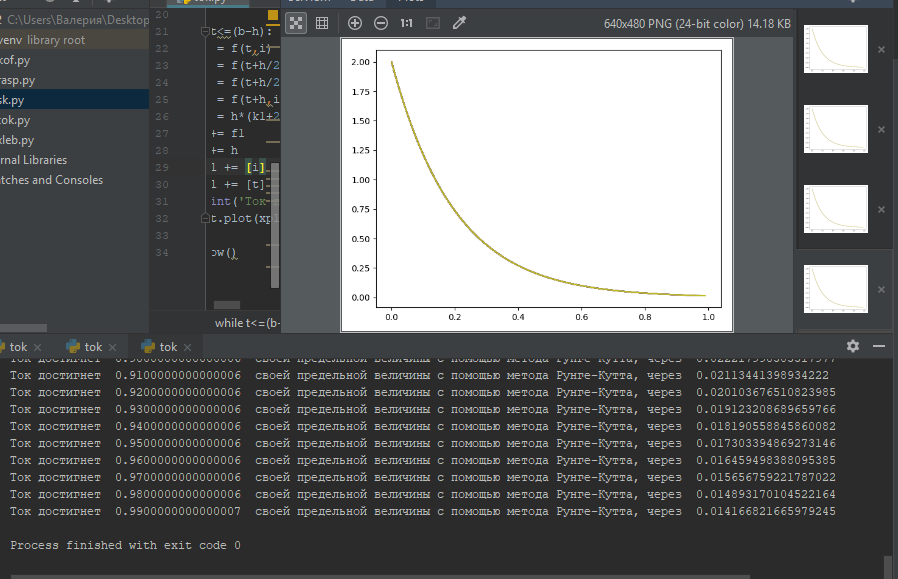 C:\Users\Валерия\Desktop
venv library root
kof.py
rasp.py
sk.py
tok.py
xleb.py
rnal Libraries
atches and Consoles
20
21 t<=(b-h):
22 = f(t,i)
23 = f(t+h/2
24 = f(t+h/2
25 = f(t+h,i
26 = h*(k1+2
27 += f1
28 += h
29 l += [i]
30 l += [t]
31 int('Ток
32 t.plot(xpl
33
34 ow()
while t<=(b-
1:1
640x480 PNG (24-bit color) 14.18 KB
2.00
1.75
1.50
1.25
1.00
0.75
0.50
0.25
0.00
0.0 0.2 0.4 0.6 0.8 1.0
tok tok tok
Ток достигнет своей предельной величины с помощью метода Рунге-Кутта, через
Ток достигнет 0.9100000000000006 своей предельной величины с помощью метода Рунге-Кутта, через 0.02113441398934222
Ток достигнет 0.9200000000000006 своей предельной величины с помощью метода Рунге-Кутта, через 0.020103676510823985
Ток достигнет 0.9300000000000006 своей предельной величины с помощью метода Рунге-Кутта, через 0.019123208689659766
Ток достигнет 0.9400000000000006 своей предельной величины с помощью метода Рунге-Кутта, через 0.018190558845860082
Ток достигнет 0.9500000000000006 своей предельной величины с помощью метода Рунге-Кутта, через 0.017303394869273146
Ток достигнет 0.9600000000000006 своей предельной величины с помощью метода Рунге-Кутта, через 0.016459498388095385
Ток достигнет 0.9700000000000006 своей предельной величины с помощью метода Рунге-Кутта, через 0.015656759221787022
Ток достигнет 0.9800000000000006 своей предельной величины с помощью метода Рунге-Кутта, через 0.014893170104522164
Ток достигнет 0.9900000000000007 своей предельной величины с помощью метода Рунге-Кутта, через 0.014166821665979245
Process finished with exit code 0